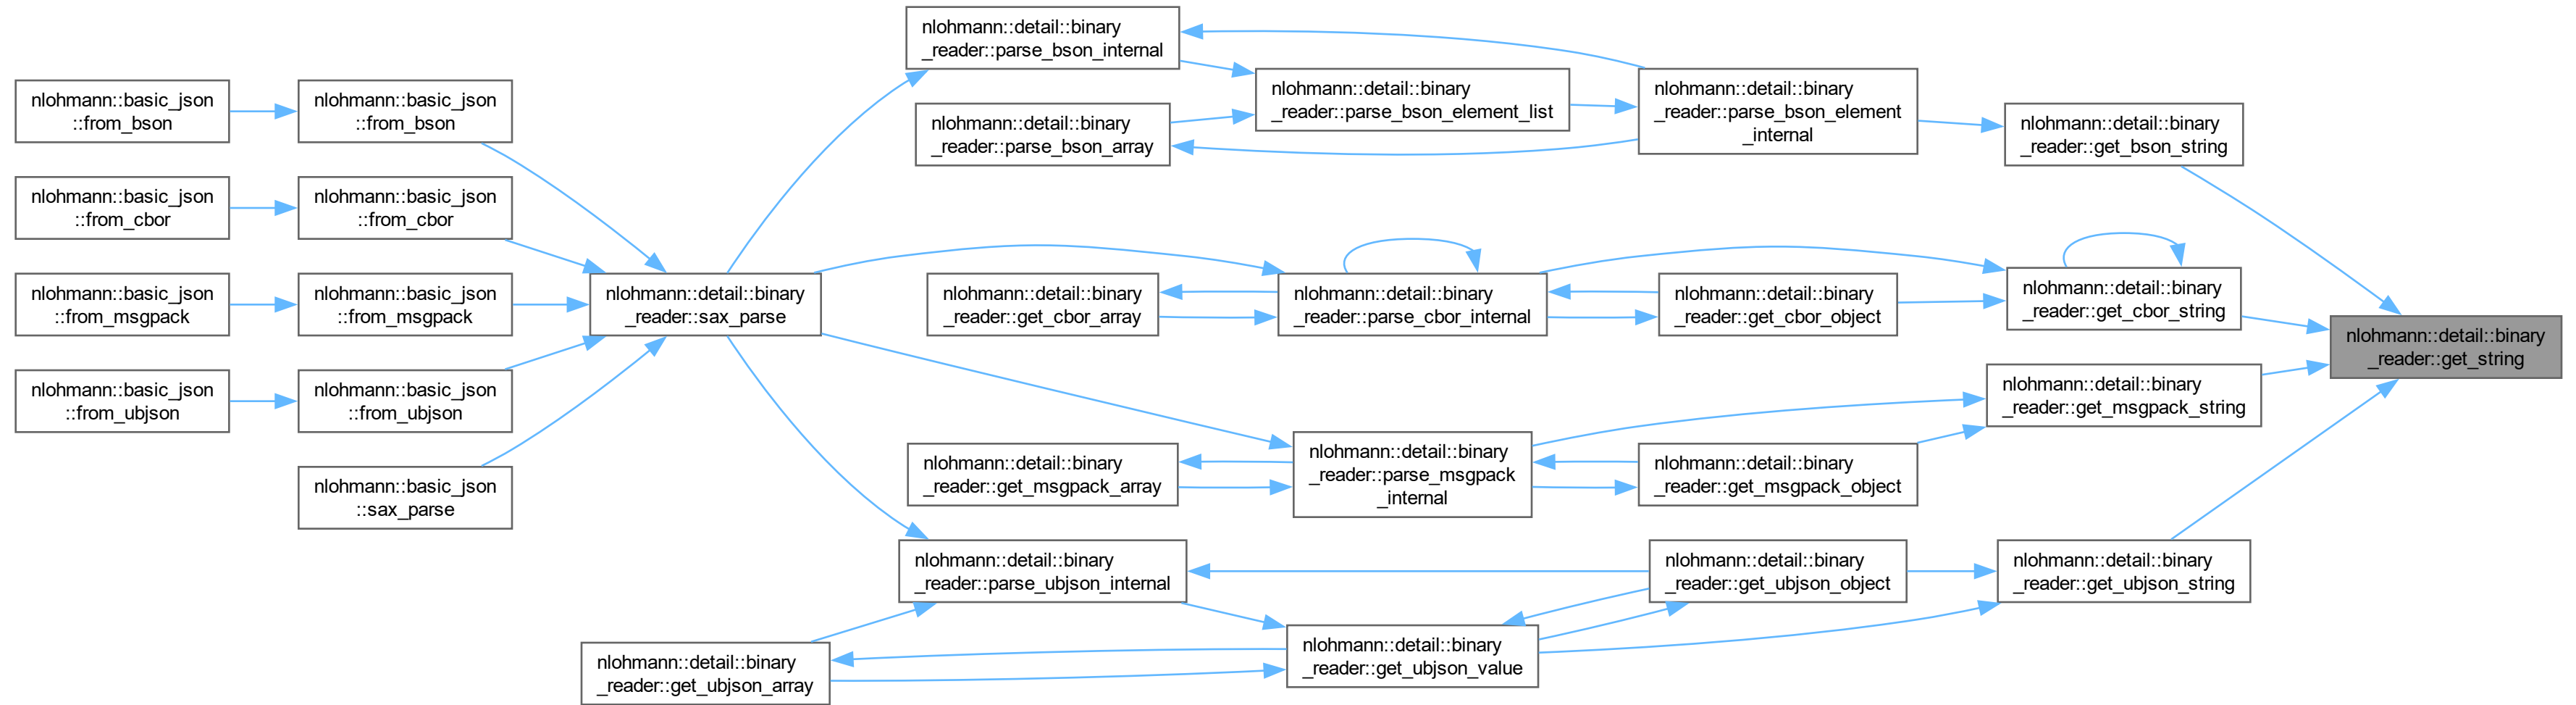 nlohmann::basic_json
::from_bson
nlohmann::basic_json
::from_cbor
nlohmann::basic_json
::from_msgpack
nlohmann::basic_json
::from_ubjson
nlohmann::basic_json
::from_bson
nlohmann::basic_json
::from_cbor
nlohmann::basic_json
::from_msgpack
nlohmann::basic_json
::from_ubjson
nlohmann::basic_json
::sax_parse
nlohmann::detail::binary
_reader::sax_parse
nlohmann::detail::binary
_reader::parse_bson_internal
nlohmann::detail::binary
_reader::parse_bson_array
nlohmann::detail::binary
_reader::get_cbor_array
nlohmann::detail::binary
_reader::get_msgpack_array
nlohmann::detail::binary
_reader::parse_ubjson_internal
nlohmann::detail::binary
_reader::get_ubjson_array
nlohmann::detail::binary
_reader::parse_bson_element_list
nlohmann::detail::binary
_reader::parse_cbor_internal
nlohmann::detail::binary
_reader::parse_msgpack
_internal
nlohmann::detail::binary
_reader::get_ubjson_value
nlohmann::detail::binary
_reader::parse_bson_element
_internal
nlohmann::detail::binary
_reader::get_cbor_object
nlohmann::detail::binary
_reader::get_msgpack_object
nlohmann::detail::binary
_reader::get_ubjson_object
nlohmann::detail::binary
_reader::get_bson_string
nlohmann::detail::binary
_reader::get_cbor_string
nlohmann::detail::binary
_reader::get_msgpack_string
nlohmann::detail::binary
_reader::get_ubjson_string
nlohmann::detail::binary
_reader::get_string